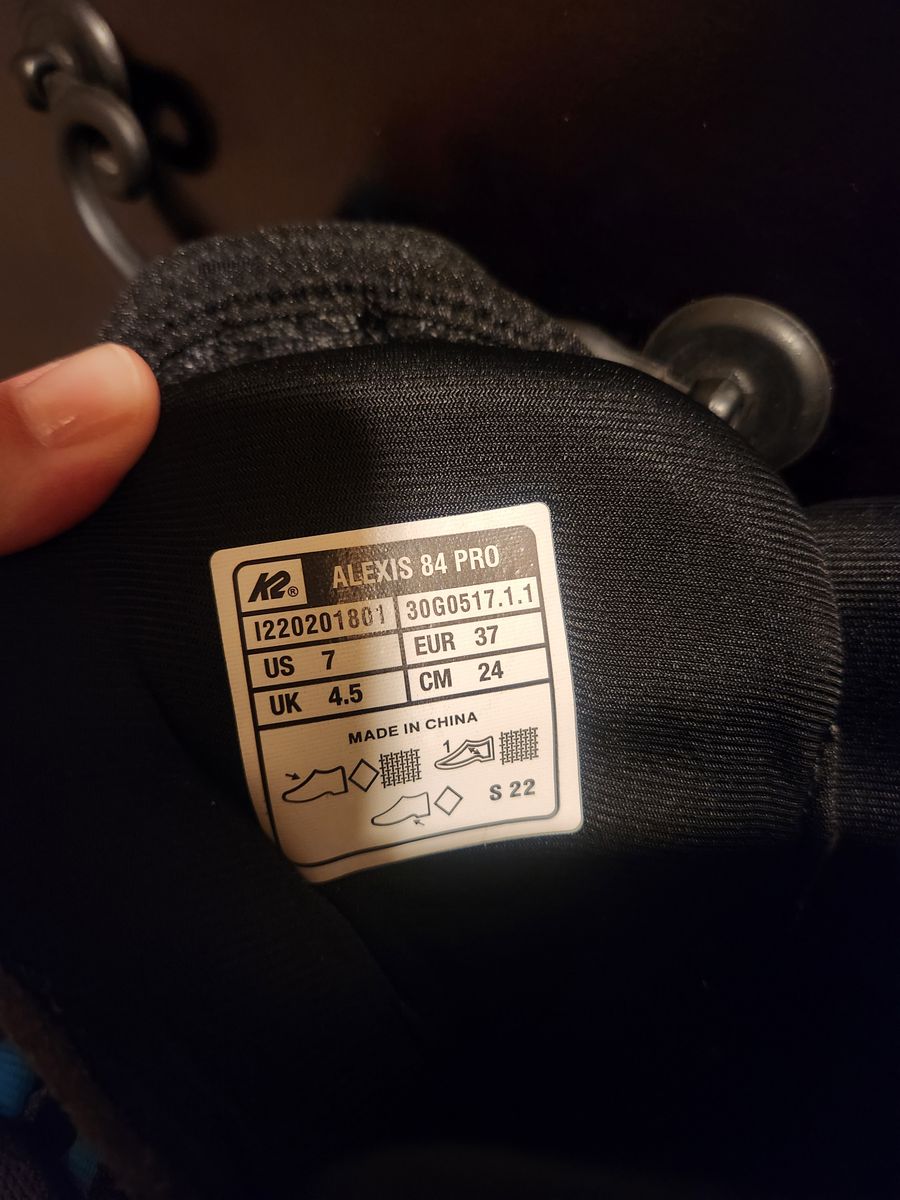 K2® ALEXIS 84 PRO
I220201801 30G0517.1.1
US 7 EUR 37
UK 4.5 CM 24
MADE IN CHINA
1
S 22